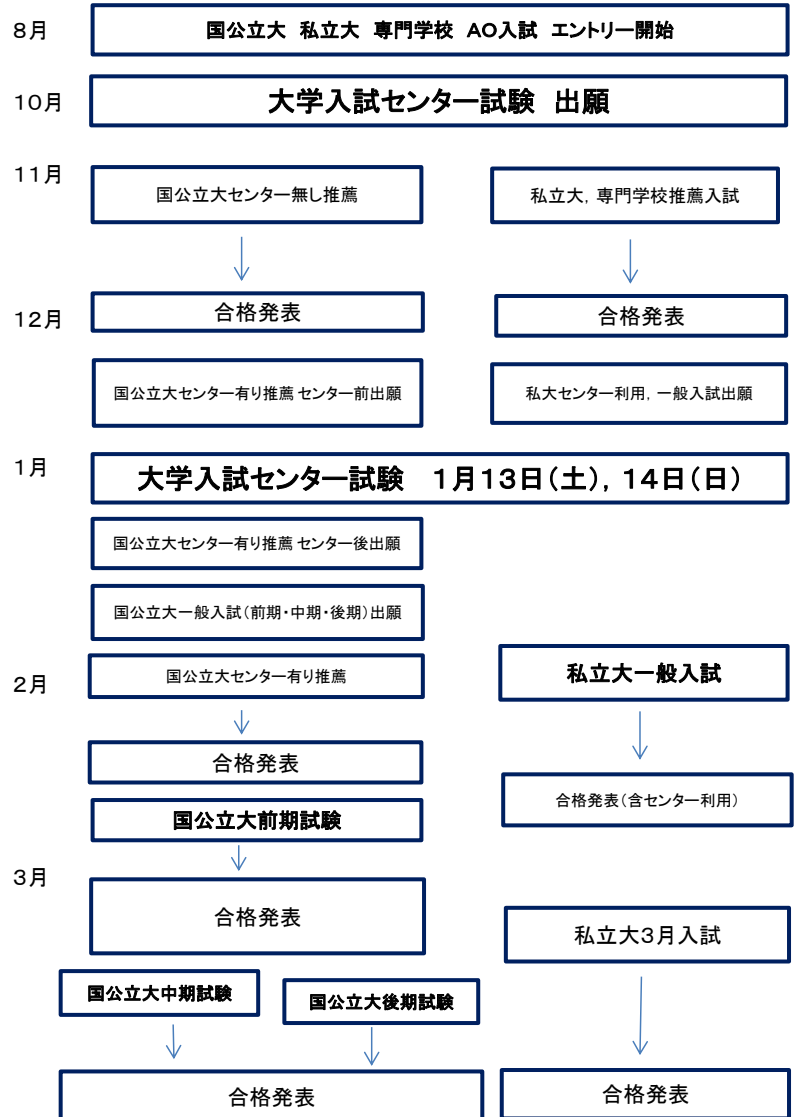 8月
国公立大 私立大 専門学校 AO入試 エントリー開始
10月
大学入試センター試験 出願
11月
国公立大センター無し推薦
私立大，専門学校推薦入試
12月
合格発表
合格発表
国公立大センター有り推薦 センター前出願
私大センター利用，一般入試出願
1月
大学入試センター試験 1月13日(土)，14日(日)
国公立大センター有り推薦 センター後出願
国公立大一般入試(前期・中期・後期)出願
2月
国公立大センター有り推薦
私立大一般入試
合格発表
合格発表(含センター利用)
国公立大前期試験
3月
合格発表
私立大3月入試
国公立大中期試験
国公立大後期試験
合格発表
合格発表